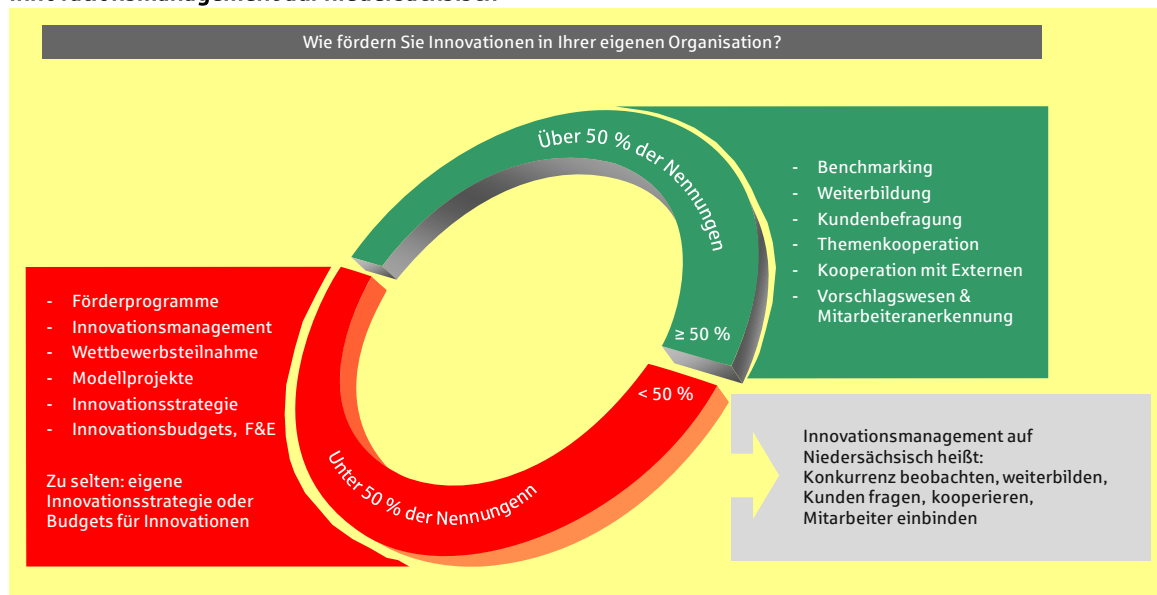 Wie fördern Sie Innovationen in Ihrer eigenen Organisation?
Über 50 % der Nennungen
- Benchmarking
- Weiterbildung
- Kundenbefragung
- Themenkooperation
- Kooperation mit Externen
- Vorschlagswesen &
Mitarbeiteranerkennung
≥ 50 %
- Förderprogramme
- Innovationsmanagement
- Wettbewerbsteilnahme
- Modellprojekte
- Innovationsstrategie
- Innovationsbudgets, F&E
Zu selten: eigene
Innovationsstrategie oder
Budgets für Innovationen
< 50 %
Unter 50 % der Nennungenn
Innovationsmanagement auf
Niedersächsisch heißt:
Konkurrenz beobachten, weiterbilden,
Kunden fragen, kooperieren,
Mitarbeiter einbinden